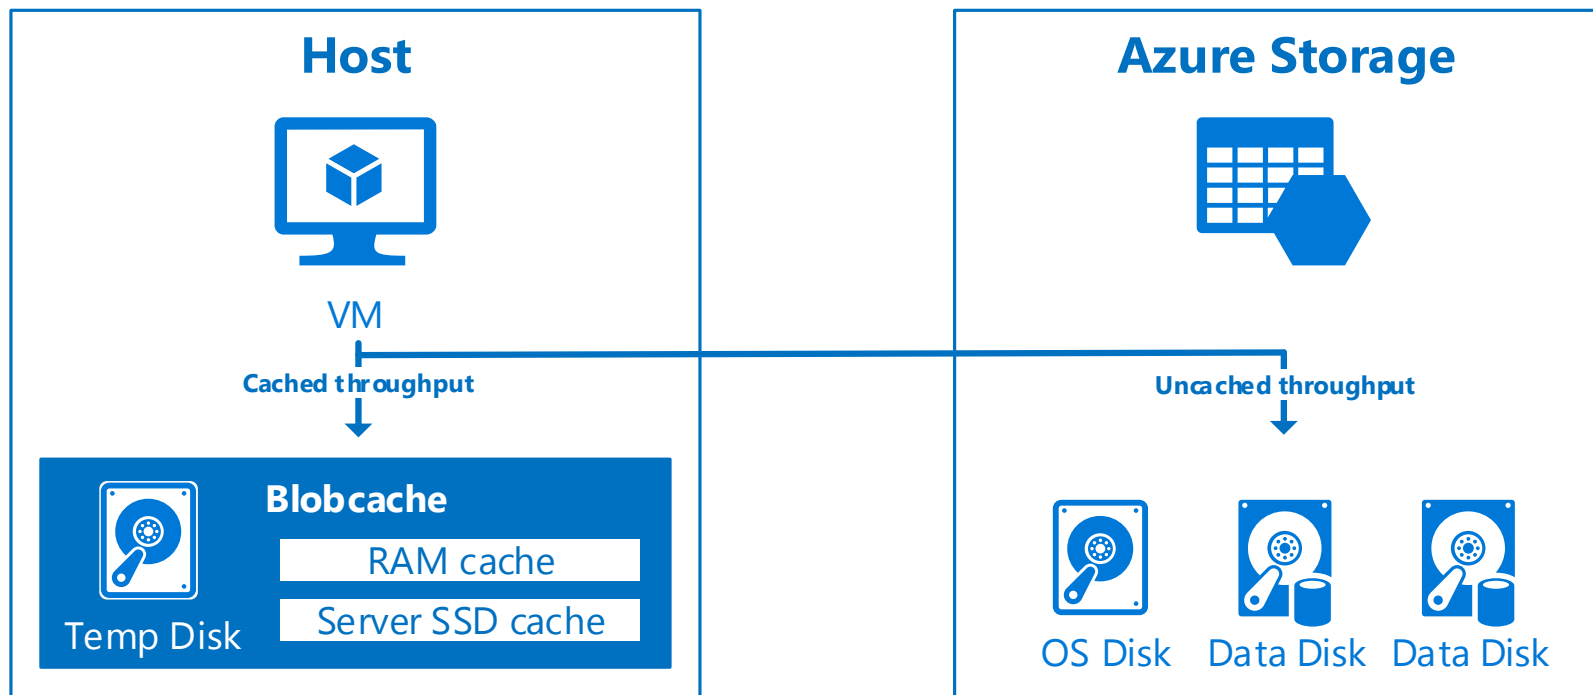 Host
VM
Cached throughput
Blobcache
RAM cache
Server SSD cache
Temp Disk
Azure Storage
Uncached throughput
OS Disk
Data Disk
Data Disk